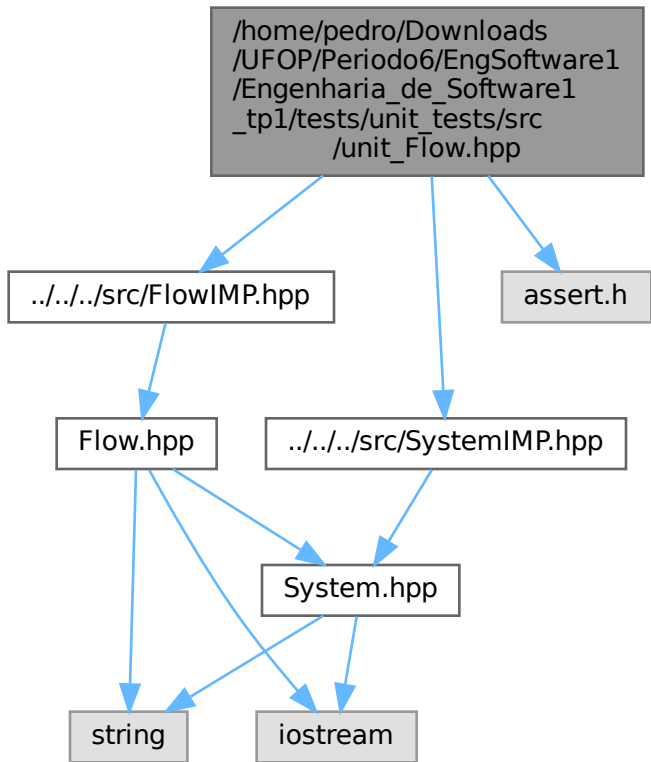 /home/pedro/Downloads
/UFOP/Periodo6/EngSoftware1
/Engenharia_de_Software1
_tp1/tests/unit_tests/src
/unit_Flow.hpp
../../../src/FlowIMP.hpp
assert.h
Flow.hpp
../../../src/SystemIMP.hpp
System.hpp
string
iostream